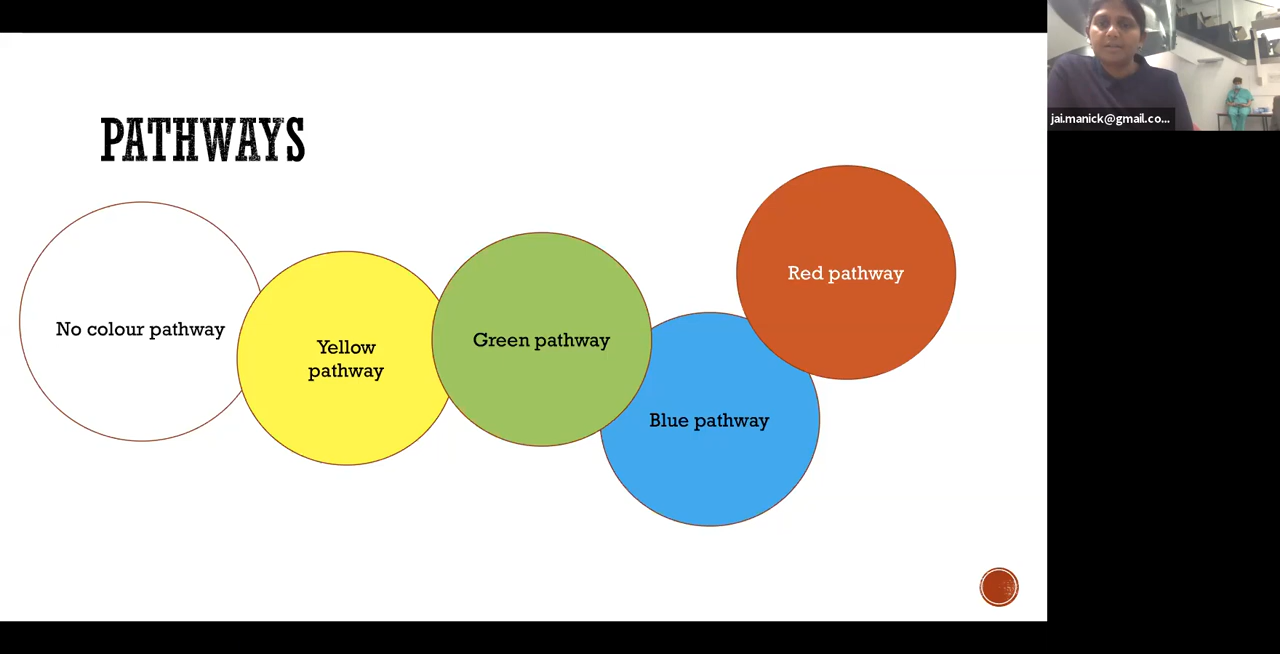 PATHWAYS
No colour pathway
Yellow
pathway
Green pathway
Blue pathway
Red pathway
jai.manick@gmail.co...